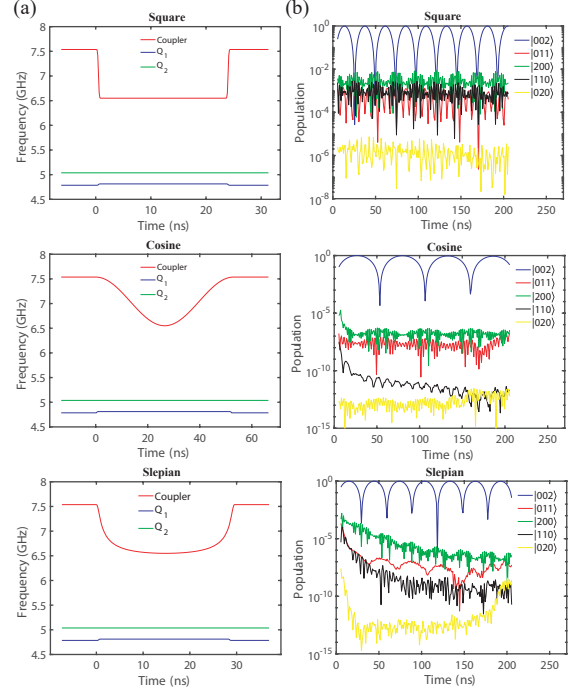 (a)
Square
7.5
7
6.5
6
5.5
5
4.5
Frequency (GHz)
Coupler
Q1
Q2
0
10
20
30
Time (ns)
(b)
Square
10^0
10^-2
10^-4
10^-6
10^-8
Population
|002⟩
|011⟩
|200⟩
|110⟩
|020⟩
0
50
100
150
200
250
Time (ns)
Cosine
7.5
7
6.5
6
5.5
5
4.5
Frequency (GHz)
Coupler
Q1
Q2
0
20
40
60
Time (ns)
Cosine
10^0
10^-5
10^-10
10^-15
Population
|002⟩
|011⟩
|200⟩
|110⟩
|020⟩
0
50
100
150
200
250
Time (ns)
Slepian
7.5
7
6.5
6
5.5
5
4.5
Frequency (GHz)
Coupler
Q1
Q2
0
10
20
30
Time (ns)
Slepian
10^0
10^-5
10^-10
10^-15
Population
|002⟩
|011⟩
|200⟩
|110⟩
|020⟩
0
50
100
150
200
250
Time (ns)